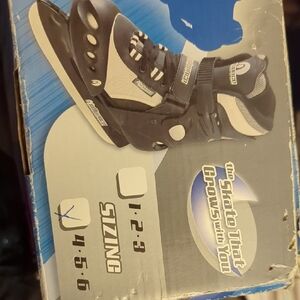 the Skate That
Grows with You
SIZING
1-2-3
4-5-6